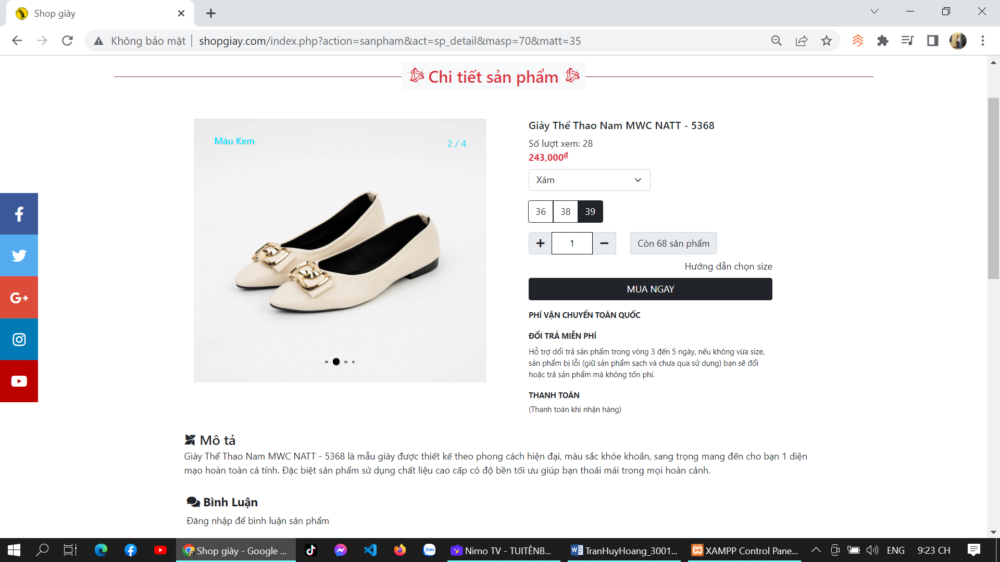 Shop giày
Không bảo mật
shopgiay.com/index.php?action=sanpham&act=sp_detail&masp=70&matt=35
Chi tiết sản phẩm
Màu Kem
2 / 4
Giày Thể Thao Nam MWC NATT - 5368
Số lượt xem: 28
243,000đ
Xám
36 38 39
+ 1 −
Còn 68 sản phẩm
Hướng dẫn chọn size
MUA NGAY
PHÍ VẬN CHUYỂN TOÀN QUỐC
ĐỔI TRẢ MIỄN PHÍ
Hỗ trợ dổi trả sản phẩm trong vòng 3 đến 5 ngày, nếu không vừa size,
sản phẩm bị lỗi (giữ sản phẩm sạch và chưa qua sử dụng) bạn sẽ đổi
hoặc trả sản phẩm mà không tốn phí.
THANH TOÁN
(Thanh toán khi nhận hàng)
Mô tả
Giày Thể Thao Nam MWC NATT - 5368 là mẫu giày được thiết kế theo phong cách hiện đại, màu sắc khỏe khoắn, sang trọng mang đến cho bạn 1 diện
mạo hoàn toàn cá tính. Đặc biệt sản phẩm sử dụng chất liệu cao cấp có độ bền tối ưu giúp bạn thoải mái trong mọi hoàn cảnh.
Bình Luận
Đăng nhập để bình luận sản phẩm
Shop giày - Google ...
Zalo
Nimo TV - TUITÊNB...
TranHuyHoang_3001...
XAMPP Control Pane...
ENG
9:23 CH